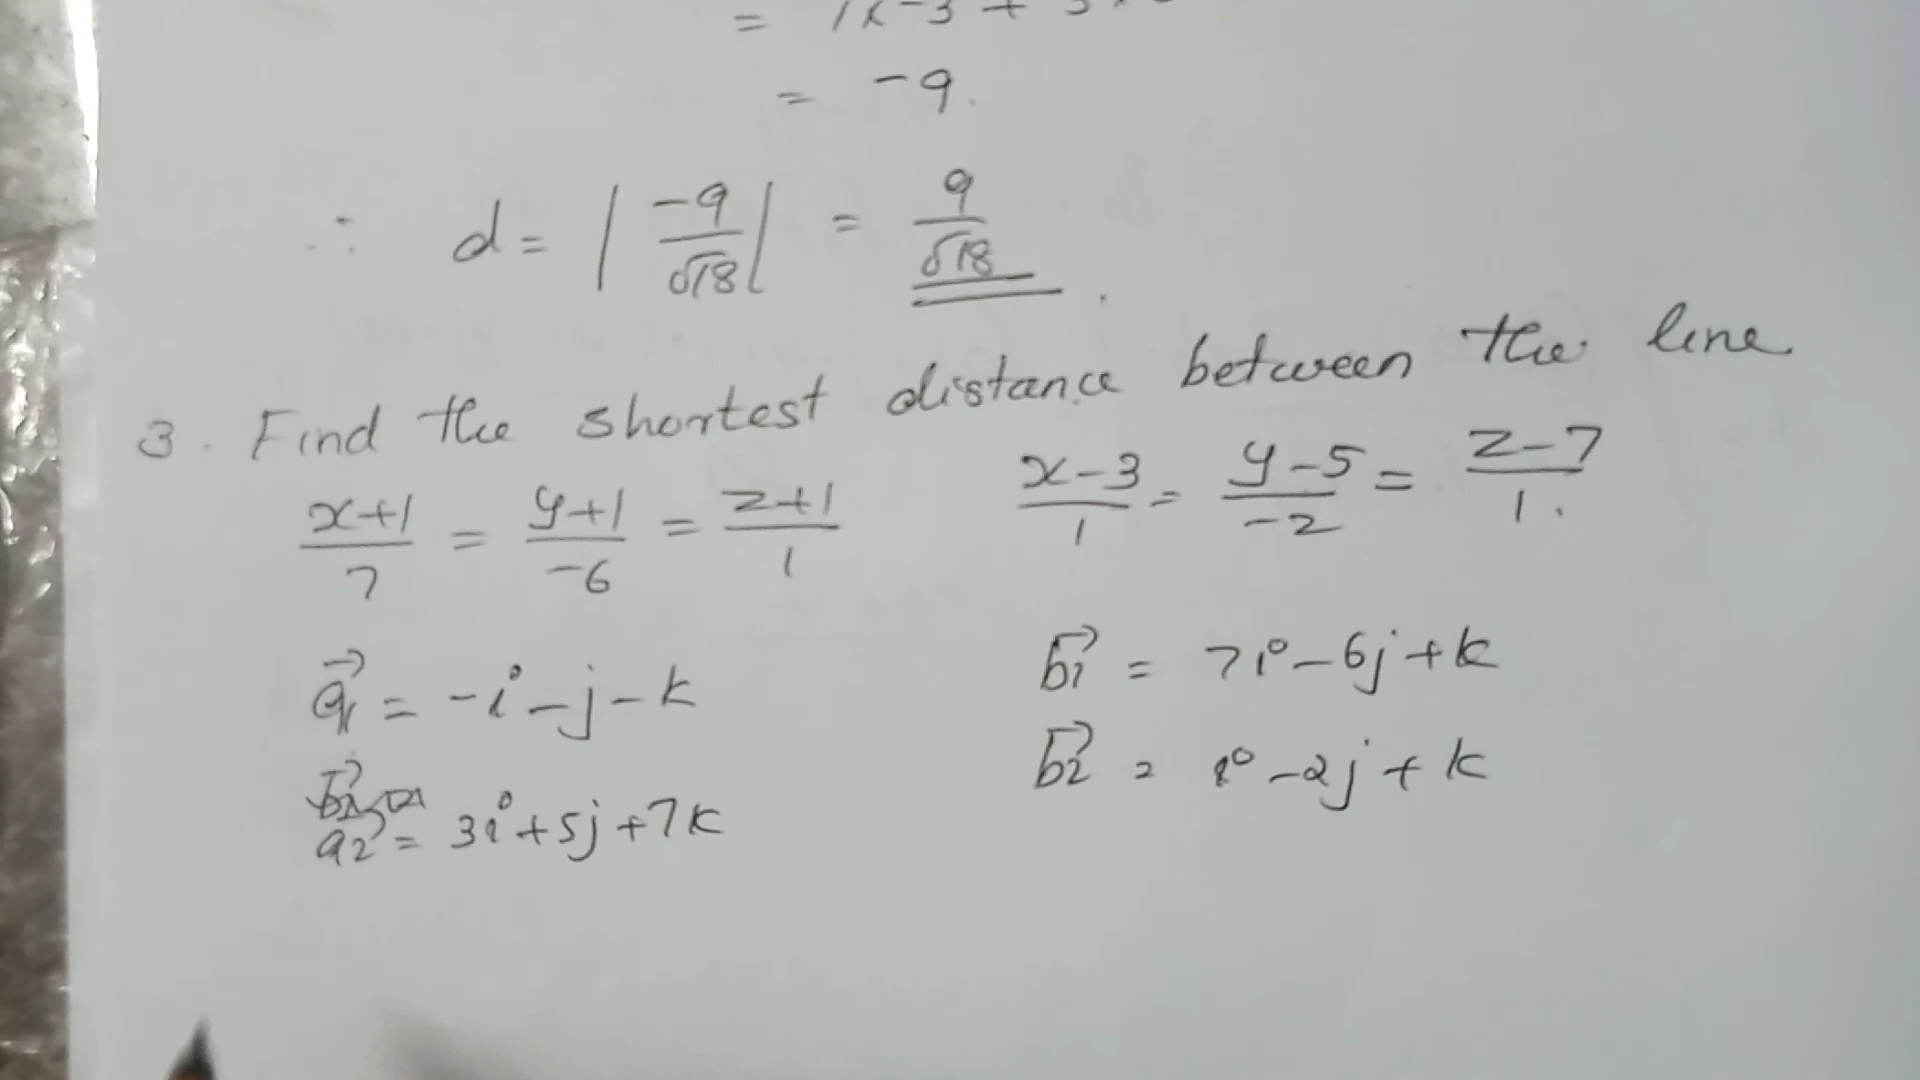 = -9.
∴ d = | -9/√18 | = 9/√18.
3. Find the shortest distance between the line
x+1/7 = y+1/-6 = z+1/1 x-3/1 = y-5/-2 = z-7/1.
a1 = -i-j-k b1 = 7i-6j+k
a2 = 3i+5j+7k b2 = i-2j+k